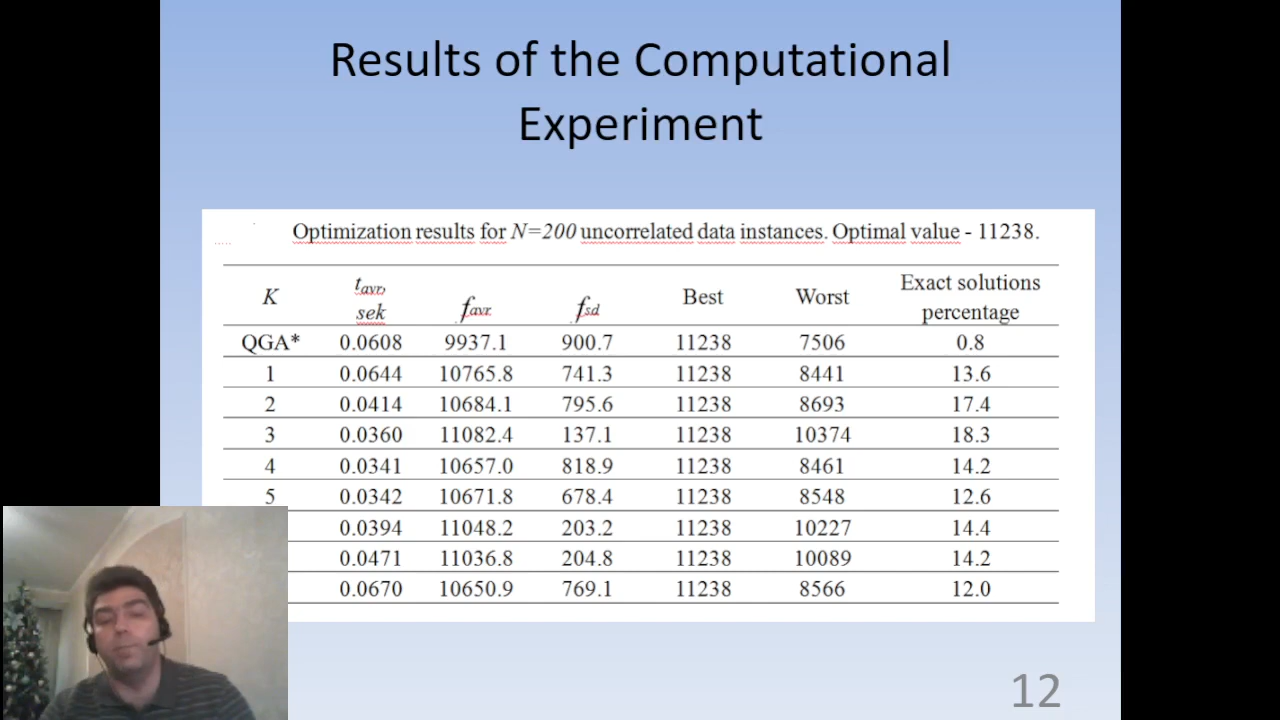 Results of the Computational
Experiment
Optimization results for N=200 uncorrelated data instances. Optimal value - 11238.
K t_avr, sek f_avr. f_sd Best Worst Exact solutions percentage
QGA* 0.0608 9937.1 900.7 11238 7506 0.8
1 0.0644 10765.8 741.3 11238 8441 13.6
2 0.0414 10684.1 795.6 11238 8693 17.4
3 0.0360 11082.4 137.1 11238 10374 18.3
4 0.0341 10657.0 818.9 11238 8461 14.2
5 0.0342 10671.8 678.4 11238 8548 12.6
0.0394 11048.2 203.2 11238 10227 14.4
0.0471 11036.8 204.8 11238 10089 14.2
0.0670 10650.9 769.1 11238 8566 12.0
12